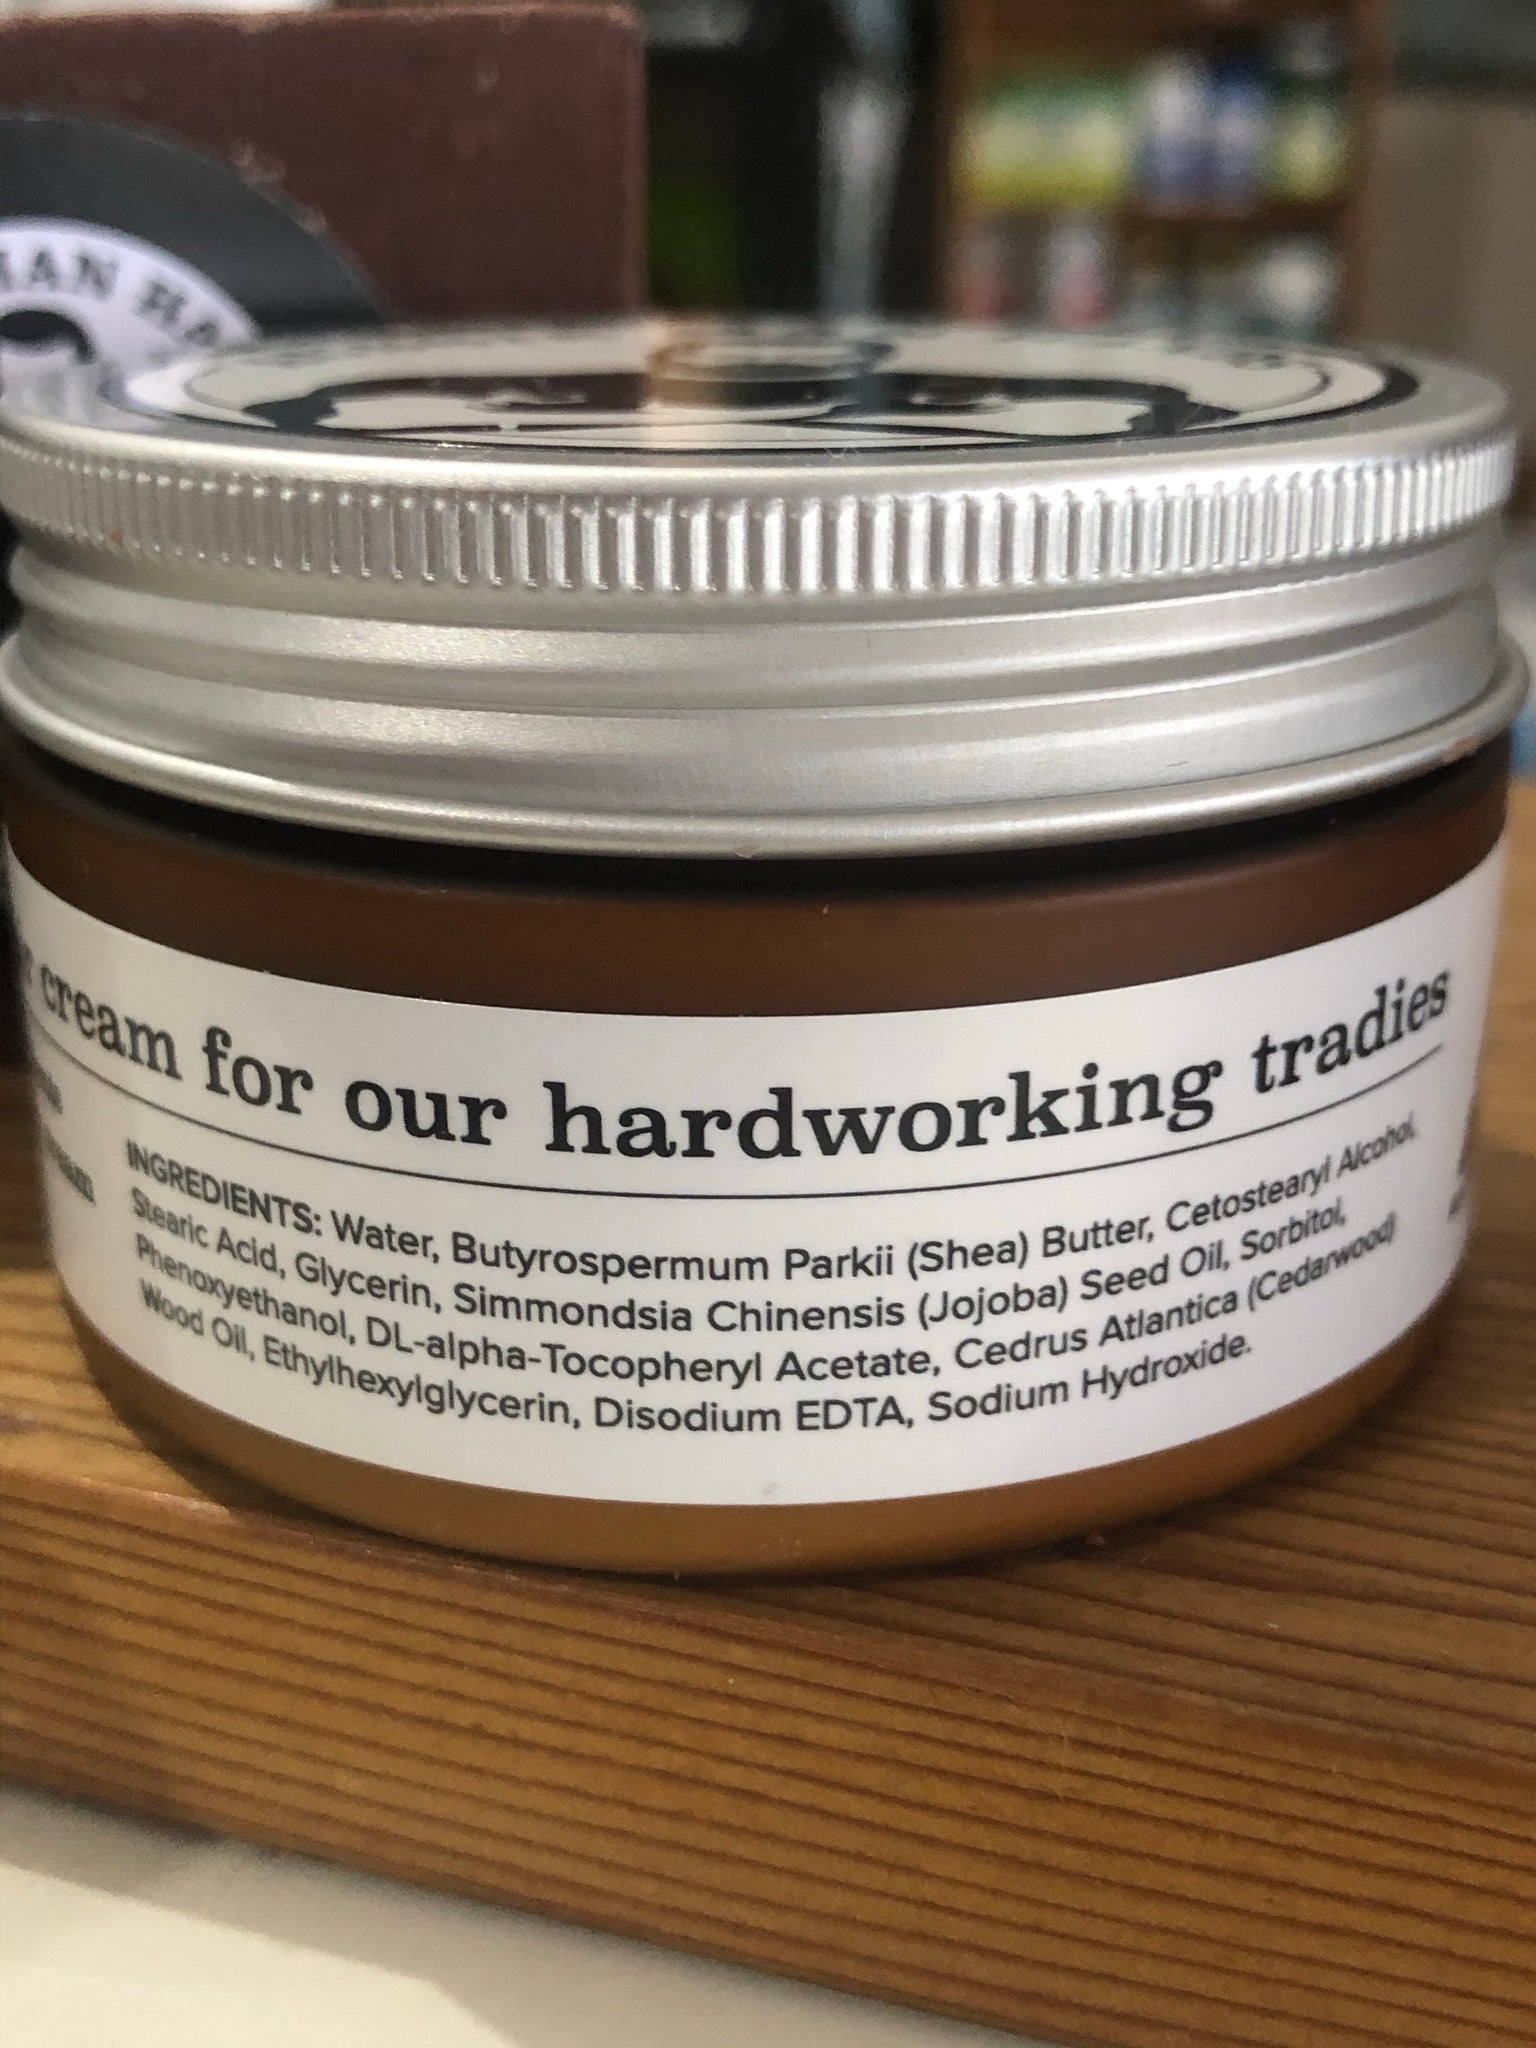 MAN
cream for our hardworking tradies
INGREDIENTS: Water, Butyrospermum Parkii (Shea) Butter, Cetostearyl Alcohol,
Stearic Acid, Glycerin, Simmondsia Chinensis (Jojoba) Seed Oil, Sorbitol,
Phenoxyethanol, DL-alpha-Tocopheryl Acetate, Cedrus Atlantica (Cedarwood)
Wood Oil, Ethylhexylglycerin, Disodium EDTA, Sodium Hydroxide.